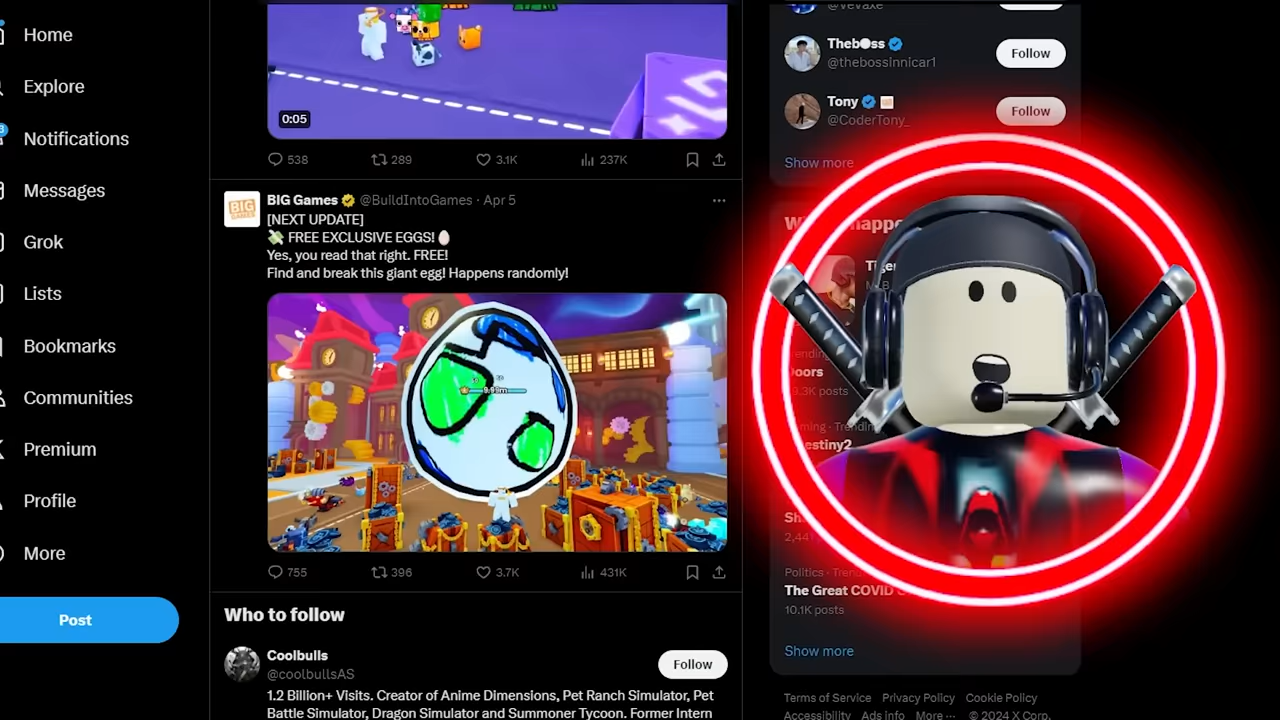 Home
Explore
Notifications
Messages
Grok
Lists
Bookmarks
Communities
Premium
Profile
More
Post
0:05
538 289 3.1K 237K
BIG GAMES
BIG Games @BuildIntoGames · Apr 5
[NEXT UPDATE]
💸 FREE EXCLUSIVE EGGS! 🥚
Yes, you read that right. FREE!
Find and break this giant egg! Happens randomly!
755 396 3.7K 431K
Who to follow
Coolbulls
@coolbullsAS
Follow
1.2 Billion+ Visits. Creator of Anime Dimensions, Pet Ranch Simulator, Pet
Battle Simulator, Dragon Simulator and Summoner Tycoon. Former Intern
@Vevaxe
@thebossinnicar1
Follow
Tony
@CoderTony_
Follow
Show more
Politics
The Great COVID
10.1K posts
Show more
Terms of Service Privacy Policy Cookie Policy
Accessibility Ads info More ··· © 2024 X Corp.